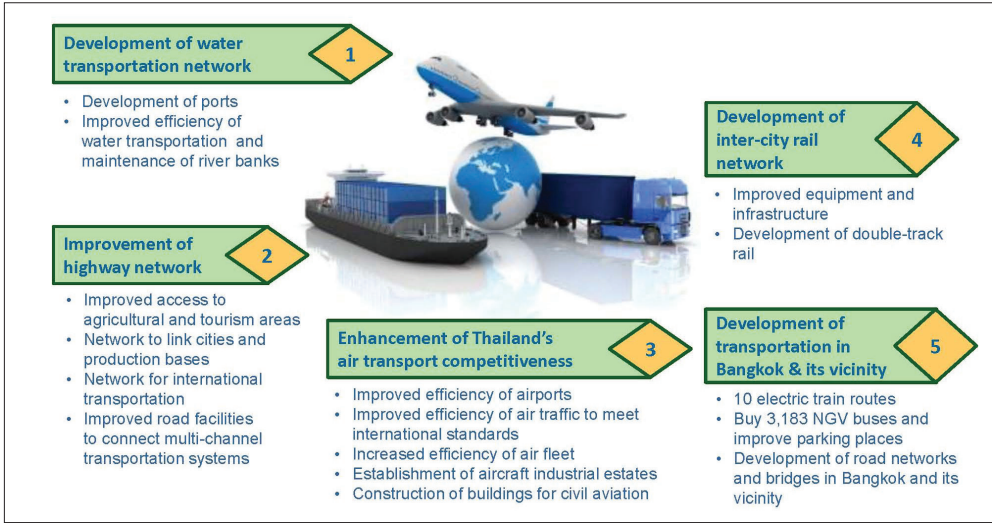 Development of water
transportation network
1
• Development of ports
• Improved efficiency of
water transportation and
maintenance of river banks
Improvement of
highway network
2
• Improved access to
agricultural and tourism areas
• Network to link cities and
production bases
• Network for international
transportation
• Improved road facilities
to connect multi-channel
transportation systems
Enhancement of Thailand's
air transport competitiveness
3
• Improved efficiency of airports
• Improved efficiency of air traffic to meet
international standards
• Increased efficiency of air fleet
• Establishment of aircraft industrial estates
• Construction of buildings for civil aviation
Development of
inter-city rail
network
4
• Improved equipment and
infrastructure
• Development of double-track
rail
Development of
transportation in
Bangkok & its vicinity
5
• 10 electric train routes
• Buy 3,183 NGV buses and
improve parking places
• Development of road networks
and bridges in Bangkok and its
vicinity